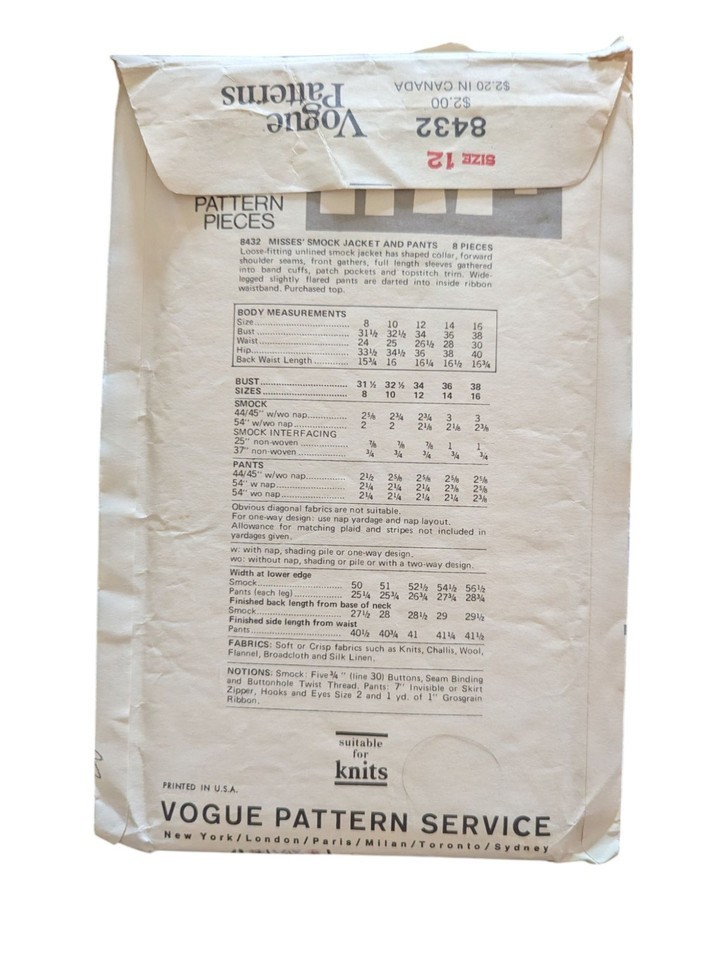 Vogue
Patterns
8432
$2.00
$2.20 IN CANADA
SIZE 12
PATTERN
PIECES
8432 MISSES' SMOCK JACKET AND PANTS 8 PIECES
Loose-fitting unlined smock jacket has shaped collar, forward
shoulder seams, front gathers, full length sleeves gathered
into band cuffs, patch pockets and topstitch trim. Wide-
legged slightly flared pants are darted into inside ribbon
waistband. Purchased top.
BODY MEASUREMENTS
Size 8 10 12 14 16
Bust 31½ 32½ 34 36 38
Waist 24 25 26½ 28 30
Hip 33½ 34½ 36 38 40
Back Waist Length 15¾ 16 16¼ 16½ 16¾
BUST 31 ½ 32 ½ 34 36 38
SIZES 8 10 12 14 16
SMOCK
44/45" w/wo nap 2⅝ 2¾ 2¾ 3 3
54" w/wo nap 2 2 2⅛ 2⅛ 2⅜
SMOCK INTERFACING
25" non-woven ⅞ ⅞ ⅞ 1 1
37" non-woven ¾ ¾ ¾ ¾ ¾
PANTS
44/45" w/wo nap 2½ 2⅝ 2⅝ 2⅝ 2⅝
54" w nap 2¼ 2¼ 2¼ 2⅜ 2⅝
54" wo nap 2¼ 2¼ 2¼ 2¼ 2⅜
Obvious diagonal fabrics are not suitable.
For one-way design: use nap yardage and nap layout.
Allowance for matching plaid and stripes not included in
yardages given.
w: with nap, shading pile or one-way design.
wo: without nap, shading or pile or with a two-way design.
Width at lower edge
Smock 50 51 52½ 54½ 56½
Pants (each leg) 25¼ 25¾ 26¾ 27¾ 28¾
Finished back length from base of neck
Smock 27½ 28 28½ 29 29½
Finished side length from waist
Pants 40½ 40¾ 41 41¼ 41½
FABRICS: Soft or Crisp fabrics such as Knits, Challis, Wool,
Flannel, Broadcloth and Silk Linen.
NOTIONS: Smock: Five ¾" (line 30) Buttons, Seam Binding
and Buttonhole Twist Thread. Pants: 7" Invisible or Skirt
Zipper, Hooks and Eyes Size 2 and 1 yd. of 1" Grosgrain
Ribbon.
suitable
for
knits
PRINTED IN U.S.A.
VOGUE PATTERN SERVICE
New York/London/Paris/Milan/Toronto/Sydney